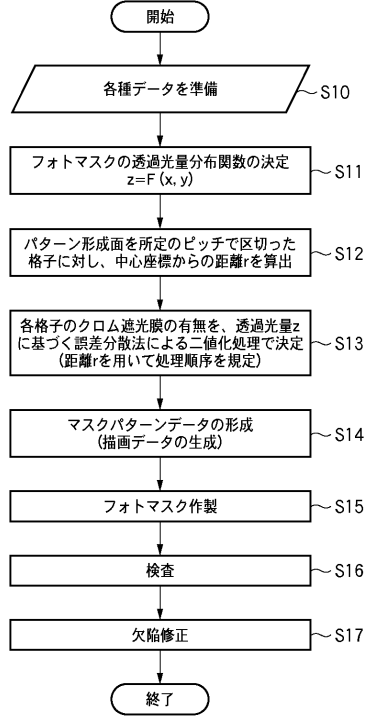 開始
各種データを準備
S10
フォトマスクの透過光量分布関数の決定
z=F (x, y)
S11
パターン形成面を所定のピッチで区切った
格子に対し、中心座標からの距離rを算出
S12
各格子のクロム遮光膜の有無を、透過光量z
に基づく誤差分散法による二値化処理で決定
(距離rを用いて処理順序を規定)
S13
マスクパターンデータの形成
(描画データの生成)
S14
フォトマスク作製
S15
検査
S16
欠陥修正
S17
終了